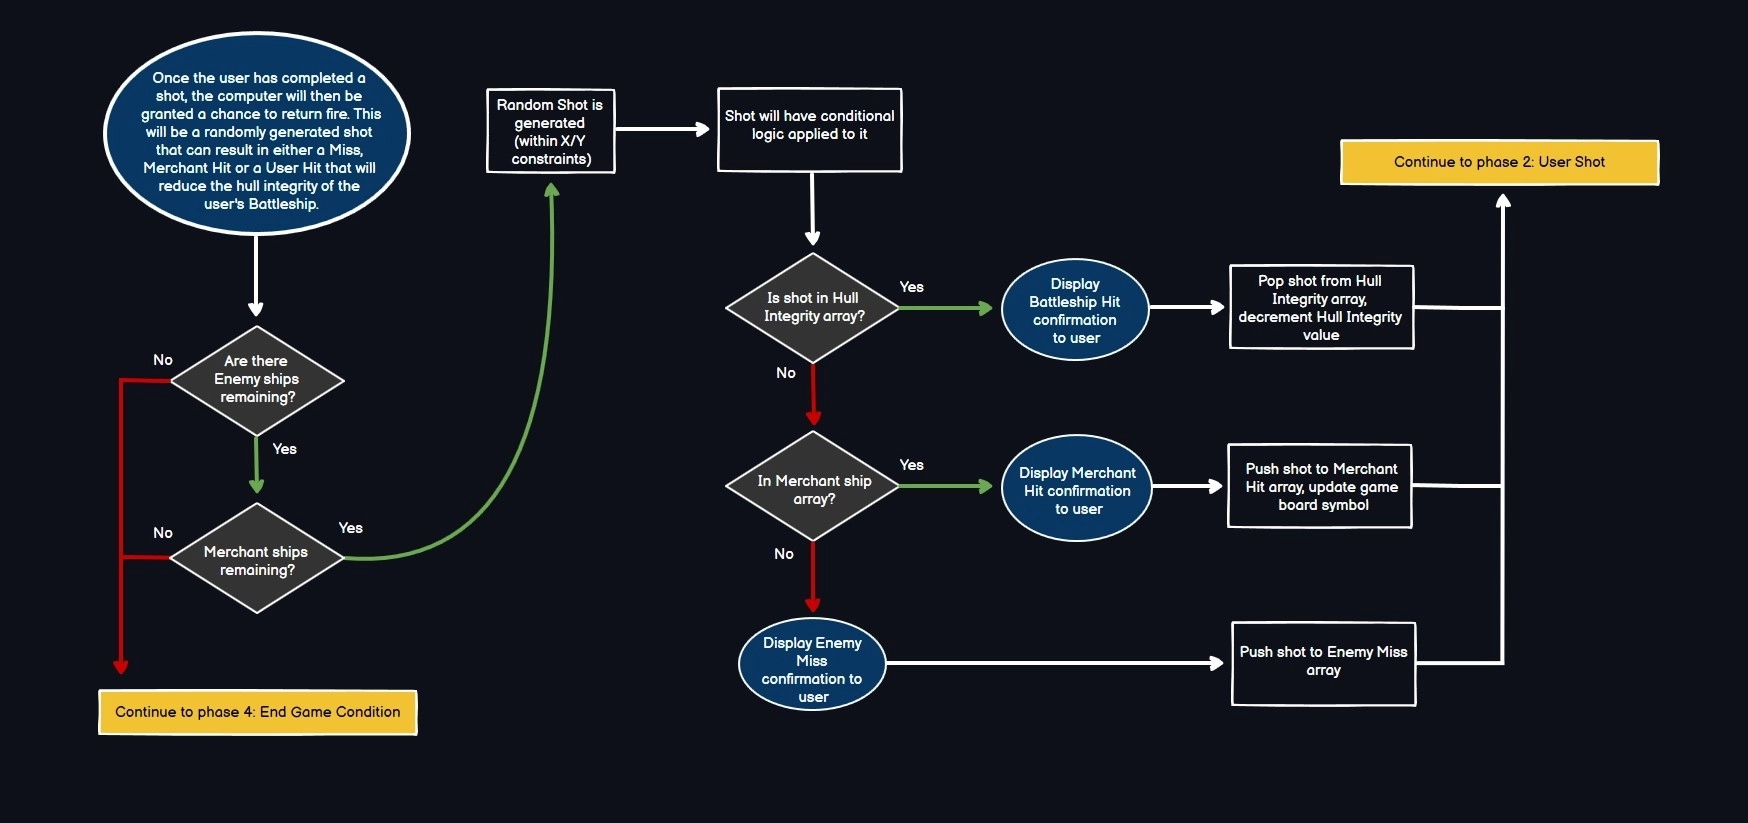 Once the user has completed a
shot, the computer will then be
granted a chance to return fire. This
will be a randomly generated shot
that can result in either a Miss,
Merchant Hit or a User Hit that will
reduce the hull integrity of the
user's Battleship.
No
Are there
Enemy ships
remaining?
Yes
No
Merchant ships
remaining?
Yes
Continue to phase 4: End Game Condition
Random Shot is
generated
(within X/Y
constraints)
Shot will have conditional
logic applied to it
Is shot in Hull
Integrity array?
Yes
Display
Battleship Hit
confirmation
to user
Pop shot from Hull
Integrity array,
decrement Hull Integrity
value
No
In Merchant ship
array?
Yes
Display Merchant
Hit confirmation
to user
Push shot to Merchant
Hit array, update game
board symbol
No
Display Enemy
Miss
confirmation to
user
Push shot to Enemy Miss
array
Continue to phase 2: User Shot